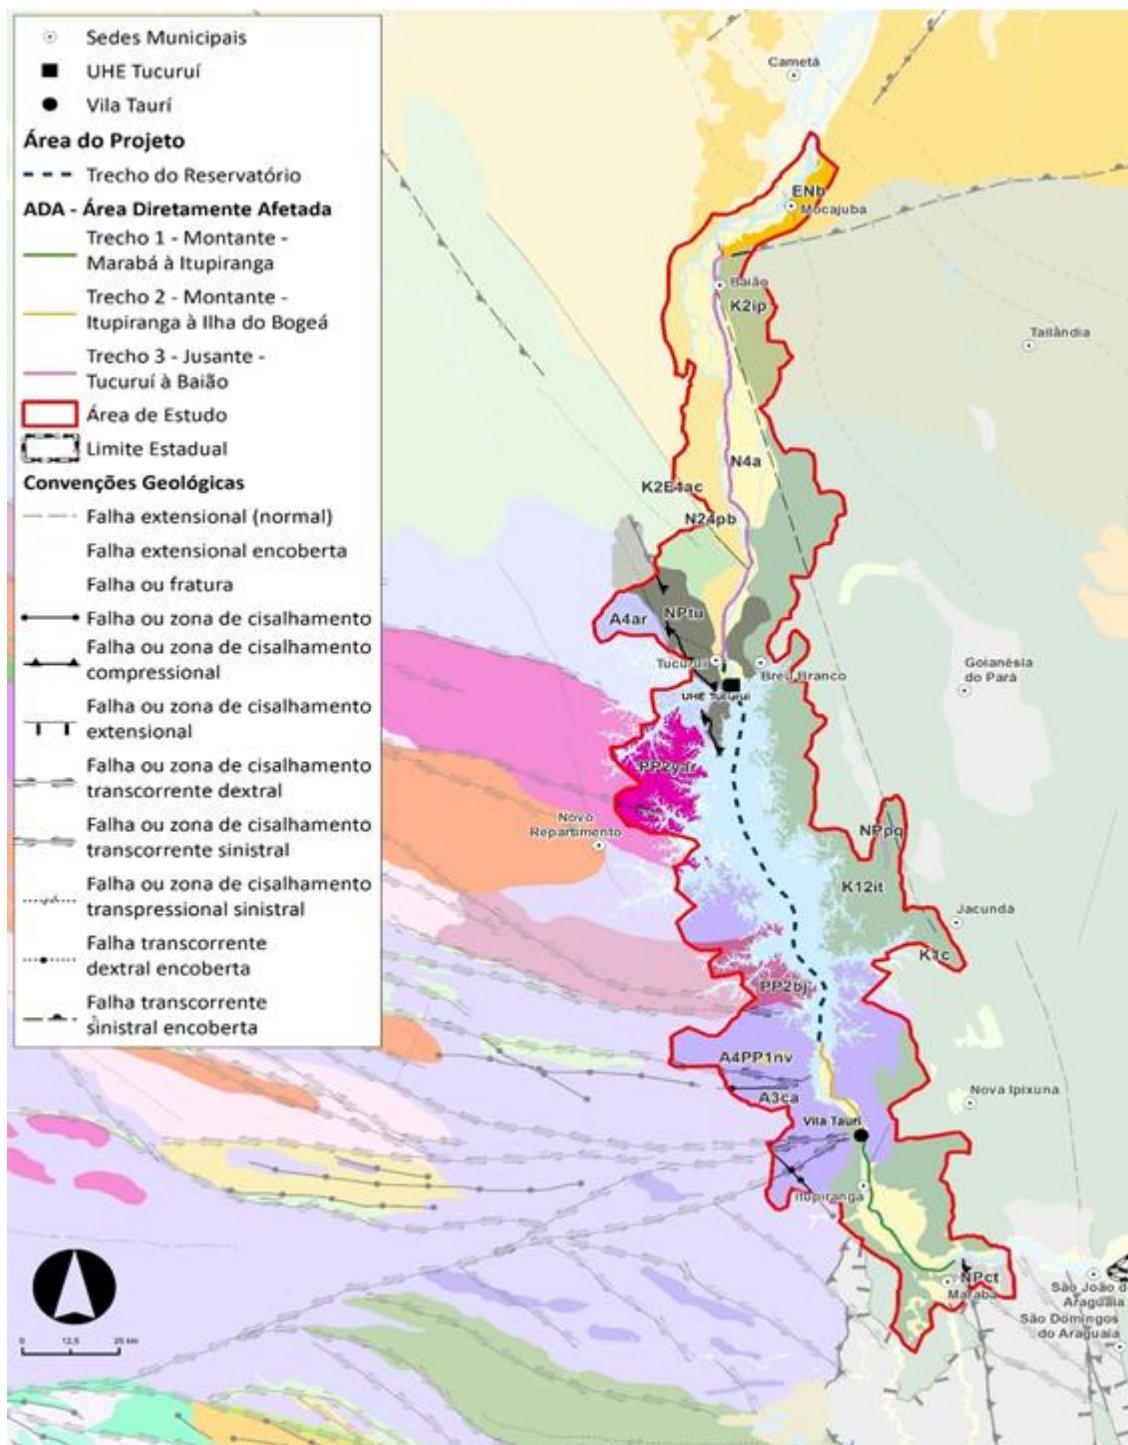 Sedes Municipais
UHE Tucuruí
Vila Taurí
Área do Projeto
Trecho do Reservatório
ADA - Área Diretamente Afetada
Trecho 1 - Montante -
Marabá à Itupiranga
Trecho 2 - Montante -
Itupiranga à Ilha do Bogeá
Trecho 3 - Jusante -
Tucuruí à Baião
Área de Estudo
Limite Estadual
Convenções Geológicas
Falha extensional (normal)
Falha extensional encoberta
Falha ou fratura
Falha ou zona de cisalhamento
Falha ou zona de cisalhamento
compressional
Falha ou zona de cisalhamento
extensional
Falha ou zona de cisalhamento
transcorrente dextral
Falha ou zona de cisalhamento
transcorrente sinistral
Falha ou zona de cisalhamento
transpressional sinistral
Falha transcorrente
dextral encoberta
Falha transcorrente
sinistral encoberta
Cametá
ENb
Mocajuba
Baião
K2ip
Tailândia
N4a
K2E1ac
N24pb
A4ar
NPtu
Tucuruí
Breu Branco
UHE Tucuruí
Goianésia
do Pará
PP2yar
Novo
Repartimento
NPpq
K12it
Jacundá
K1c
PP2bj
A4PP1nv
A3ca
Nova Ipixuna
Vila Taurí
Itupiranga
NPct
Marabá
São João d
Araguaia
São Domingos
do Araguaia
0 12,5 25 km